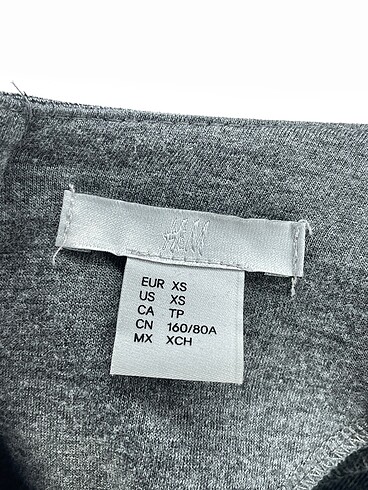 H&M
EUR XS
US XS
CA TP
CN 160/80A
MX XCH